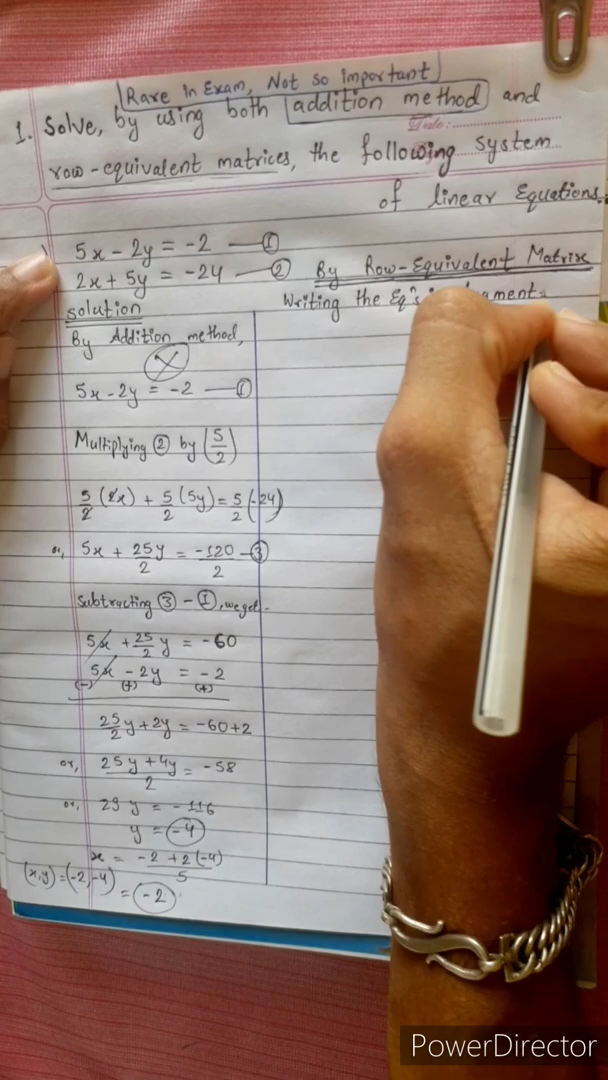 Rare In Exam, Not so Important
1. Solve, by using both addition method and
Date:
row-equivalent matrices, the following system
of linear Equations.
5x - 2y = -2 — ①
2x + 5y = -24 — ②
solution
By Addition method,
5x - 2y = -2 — ①
Multiplying ② by (5/2)
5/2 (2x) + 5/2 (5y) = 5/2 (-24)
or, 5x + 25y/2 = -120/2 — ③
Subtracting ③ - ①, we get.
5x + 25/2 y = -60
5x - 2y = -2
(-) (+) (+)
25/2 y + 2y = -60+2
or, 25y + 4y/2 = -58
or, 29 y = -116
y = -4
x = -2 + 2(-4)/5
(x,y) = (-2,-4)
= -2
By Row-Equivalent Matrix
Writing the Eqⁿs
PowerDirector